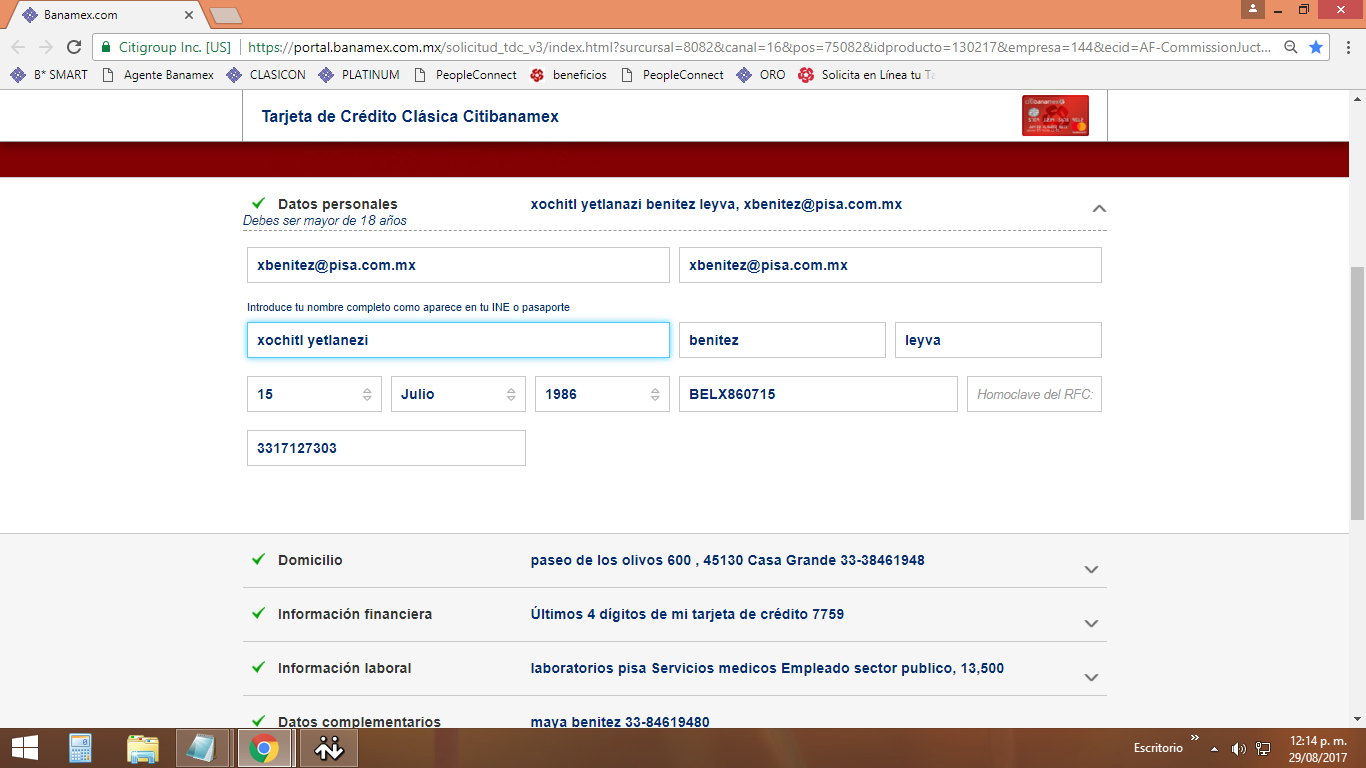 Banamex.com
Citigroup Inc. [US] https://portal.banamex.com.mx/solicitud_tdc_v3/index.html?surcursal=8082&canal=16&pos=75082&idproducto=130217&empresa=144&ecid=AF-CommissionJuct...
B* SMART Agente Banamex CLASICON PLATINUM PeopleConnect beneficios PeopleConnect ORO Solicita en Línea tu Ta
Tarjeta de Crédito Clásica Citibanamex
Datos personales xochitl yetlanazi benitez leyva, xbenitez@pisa.com.mx
Debes ser mayor de 18 años
xbenitez@pisa.com.mx xbenitez@pisa.com.mx
Introduce tu nombre completo como aparece en tu INE o pasaporte
xochitl yetlanezi benitez leyva
15 Julio 1986 BELX860715 Homoclave del RFC:
3317127303
Domicilio paseo de los olivos 600 , 45130 Casa Grande 33-38461948
Información financiera Últimos 4 dígitos de mi tarjeta de crédito 7759
Información laboral laboratorios pisa Servicios medicos Empleado sector publico, 13,500
Datos complementarios maya benitez 33-84619480
Escritorio
12:14 p. m.
29/08/2017